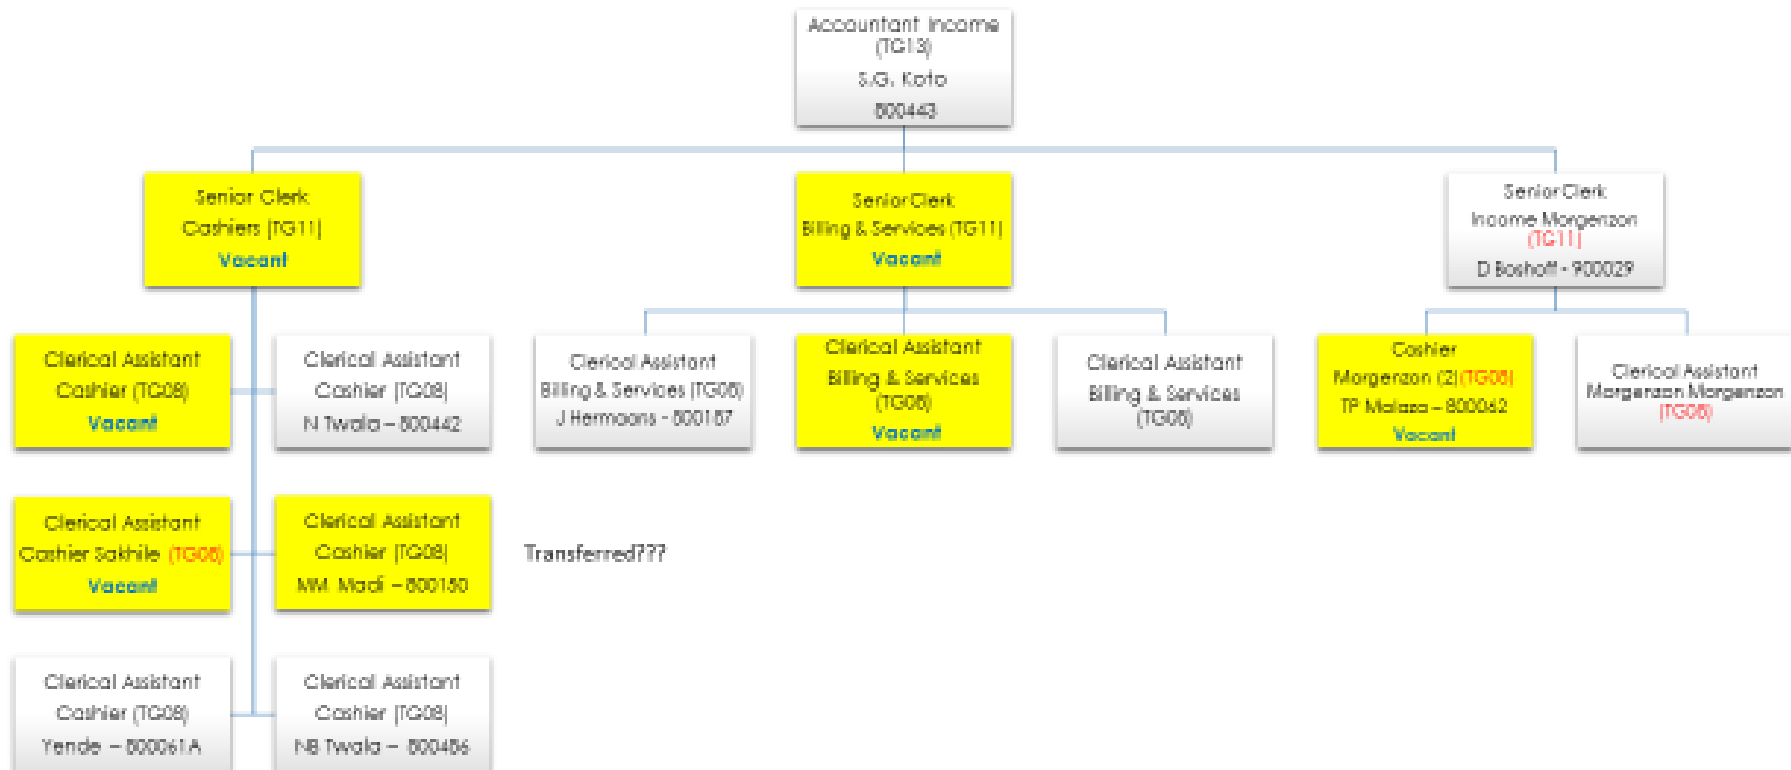 Accountant Income
(TG13)
S.G. Koto
800443
Senior Clerk
Cashiers (TG11)
Vacant
Senior Clerk
Billing & Services (TG11)
Vacant
Senior Clerk
Income Morgenzon
(TG11)
D Boshoff - 900029
Clerical Assistant
Cashier (TG08)
Vacant
Clerical Assistant
Cashier (TG08)
N Twala – 800442
Clerical Assistant
Billing & Services (TG08)
J Hermaans - 800187
Clerical Assistant
Billing & Services
(TG08)
Vacant
Clerical Assistant
Billing & Services
(TG08)
Cashier
Morgenzon (2) (TG08)
TP Malaza – 800062
Vacant
Clerical Assistant
Morgenzon Morgenzon
(TG08)
Clerical Assistant
Cashier Sakhile (TG08)
Vacant
Clerical Assistant
Cashier (TG08)
MM Madi – 800180
Transferred???
Clerical Assistant
Cashier (TG08)
Yende – 800061A
Clerical Assistant
Cashier (TG08)
NB Twala – 800486